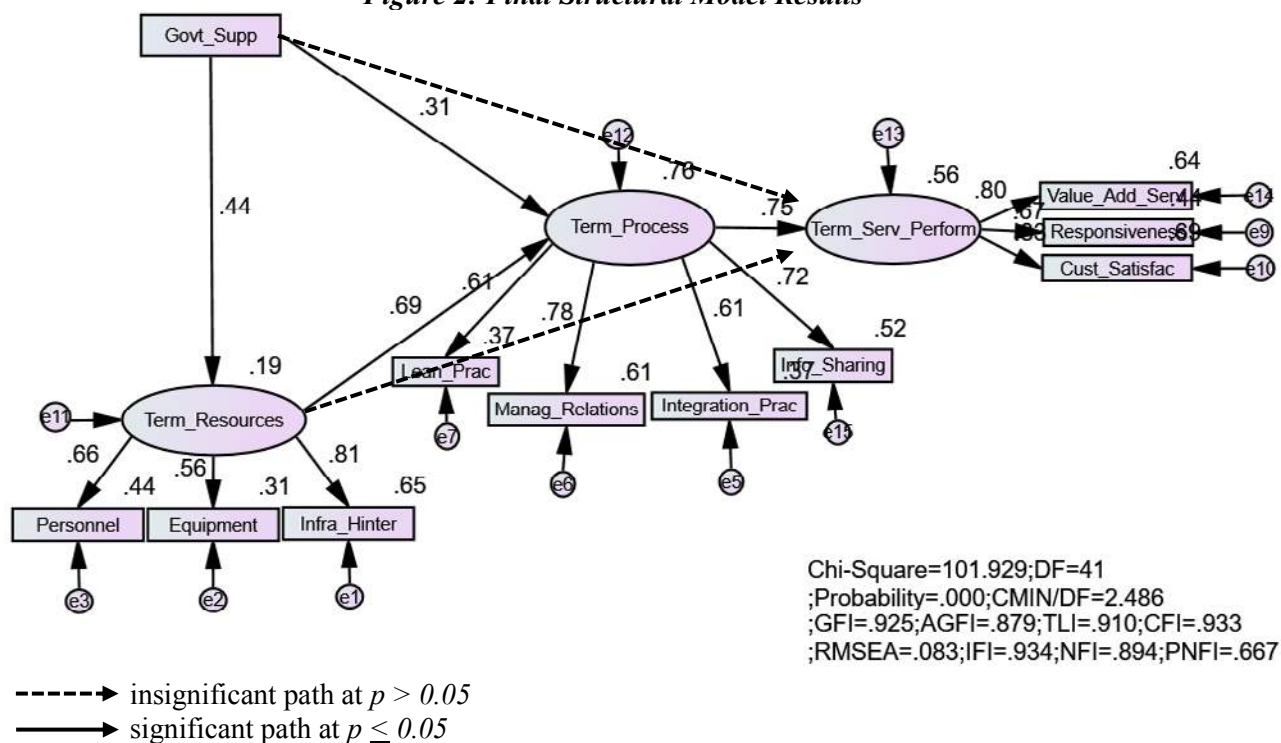 Figure 2: Final Structural Model Results
Govt_Supp
.31
e12
e13
.76
.56
.64
.80
Value_Add_Serv
e14
.44
.67
Term_Process
.75
Term_Serv_Perform
Responsiveness
e9
.83
.69
Cust_Satisfac
e10
.44
.69
.61
.78
.61
.72
.37
.52
.19
Lean_Prac
.61
Info_Sharing
.37
Manag_Relations
Integration_Prac
e11
Term_Resources
e7
e15
e6
e5
.66
.56
.81
.44
.31
.65
Personnel
Equipment
Infra_Hinter
e3
e2
e1
Chi-Square=101.929;DF=41
;Probability=.000;CMIN/DF=2.486
;GFI=.925;AGFI=.879;TLI=.910;CFI=.933
;RMSEA=.083;IFI=.934;NFI=.894;PNFI=.667
insignificant path at p > 0.05
significant path at p ≤ 0.05